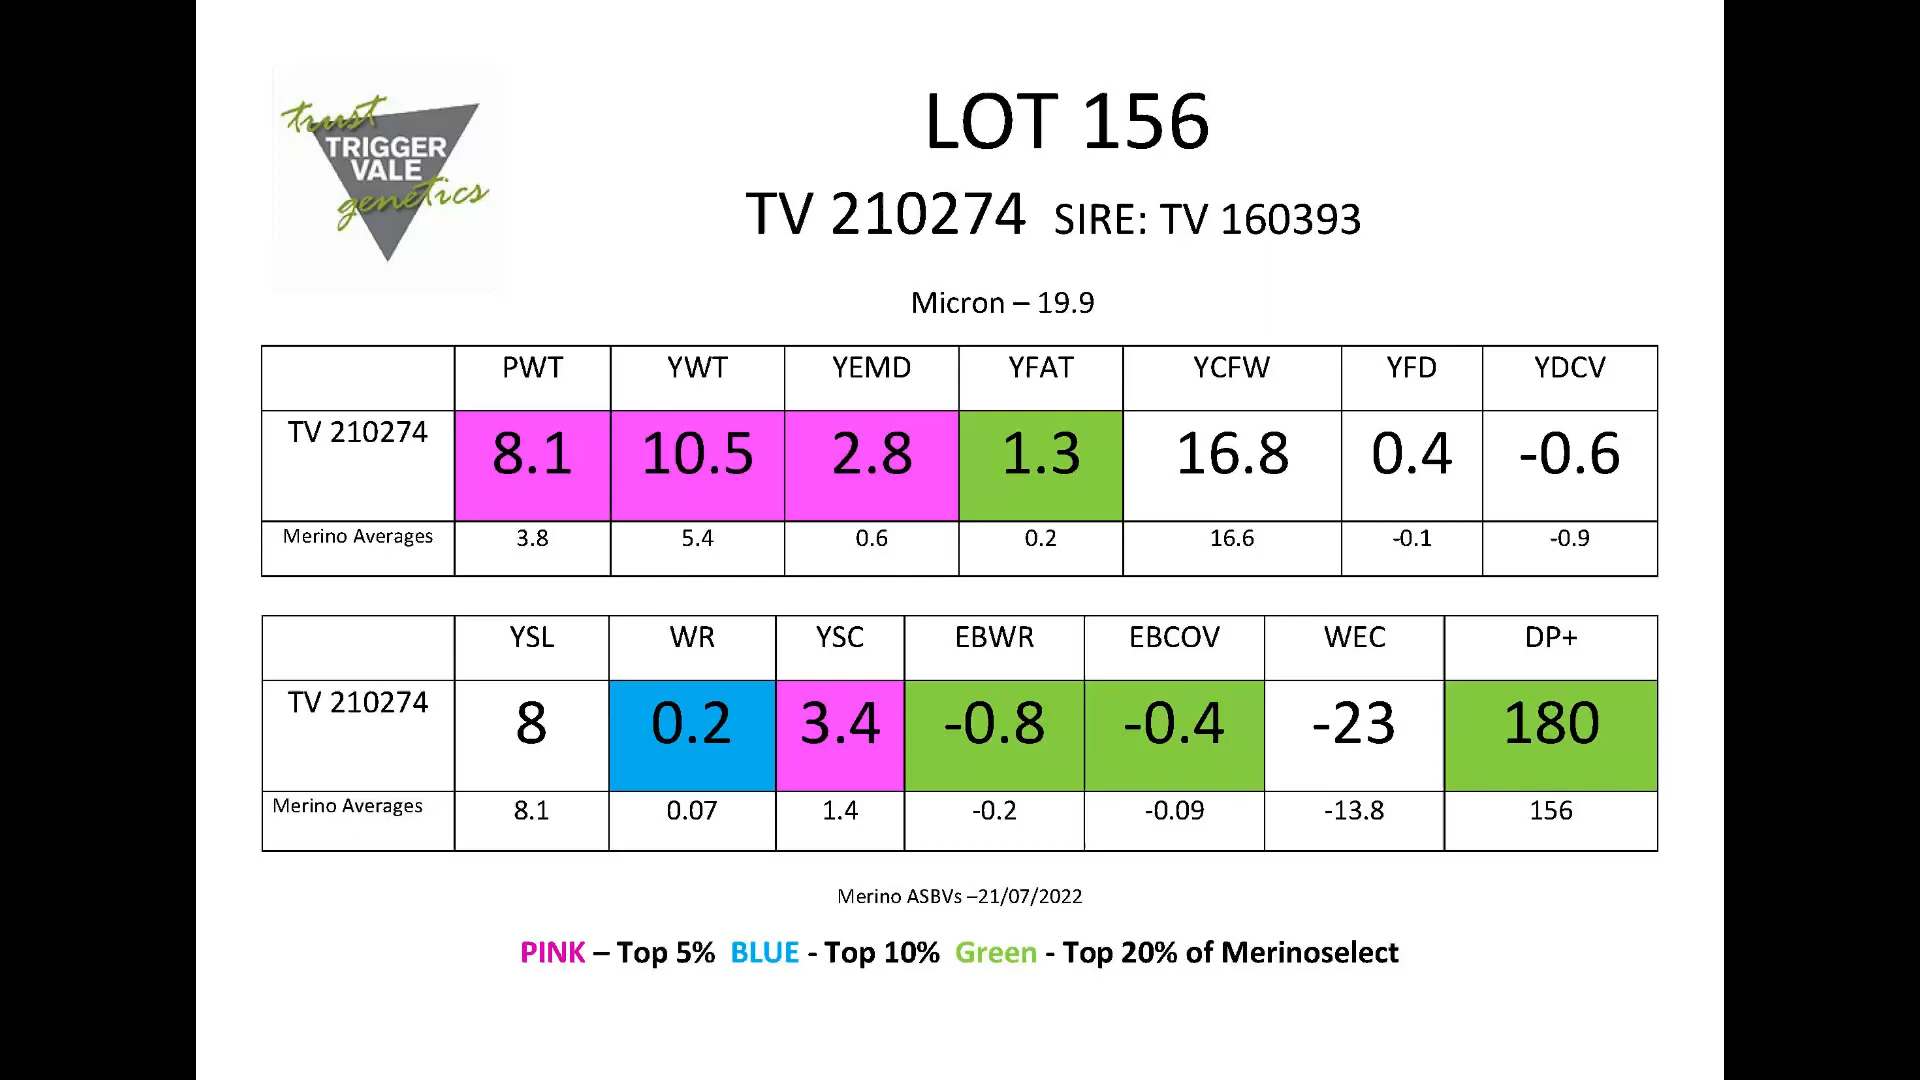 trust
TRIGGER
VALE
genetics
LOT 156
TV 210274 SIRE: TV 160393
Micron – 19.9
PWT YWT YEMD YFAT YCFW YFD YDCV
TV 210274 8.1 10.5 2.8 1.3 16.8 0.4 -0.6
Merino Averages 3.8 5.4 0.6 0.2 16.6 -0.1 -0.9
YSL WR YSC EBWR EBCOV WEC DP+
TV 210274 8 0.2 3.4 -0.8 -0.4 -23 180
Merino Averages 8.1 0.07 1.4 -0.2 -0.09 -13.8 156
Merino ASBVs –21/07/2022
PINK – Top 5% BLUE - Top 10% Green - Top 20% of Merinoselect